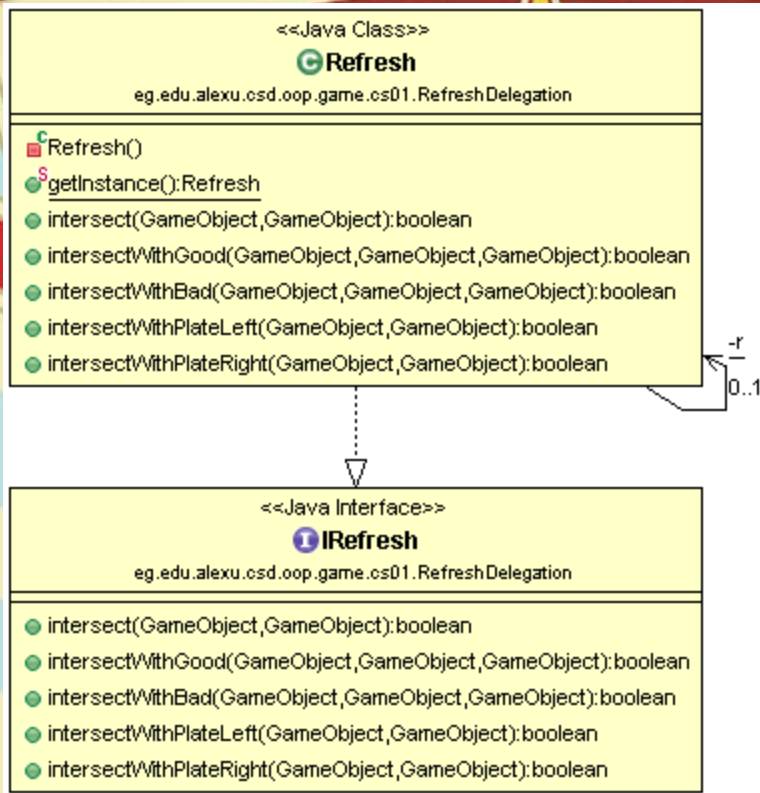 <<Java Class>>
C Refresh
eg.edu.alexu.csd.oop.game.cs01.RefreshDelegation
C Refresh()
S getInstance():Refresh
intersect(GameObject,GameObject):boolean
intersectWithGood(GameObject,GameObject,GameObject):boolean
intersectWithBad(GameObject,GameObject,GameObject):boolean
intersectWithPlateLeft(GameObject,GameObject):boolean
intersectWithPlateRight(GameObject,GameObject):boolean
-r
0..1
<<Java Interface>>
I IRefresh
eg.edu.alexu.csd.oop.game.cs01.RefreshDelegation
intersect(GameObject,GameObject):boolean
intersectWithGood(GameObject,GameObject,GameObject):boolean
intersectWithBad(GameObject,GameObject,GameObject):boolean
intersectWithPlateLeft(GameObject,GameObject):boolean
intersectWithPlateRight(GameObject,GameObject):boolean